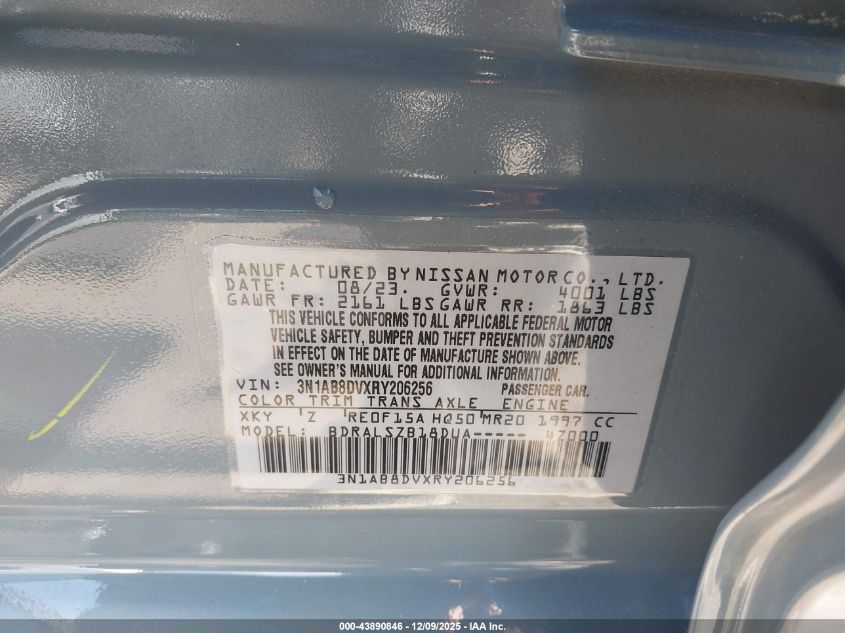 MANUFACTURED BY NISSAN MOTOR CO., LTD.
DATE: 08/23. GVWR: 4001 LBS
GAWR FR: 2161 LBS GAWR RR: 1863 LBS
THIS VEHICLE CONFORMS TO ALL APPLICABLE FEDERAL MOTOR
VEHICLE SAFETY, BUMPER AND THEFT PREVENTION STANDARDS
IN EFFECT ON THE DATE OF MANUFACTURE SHOWN ABOVE.
SEE OWNER'S MANUAL FOR ADDITIONAL INFORMATION.
VIN: 3N1AB8DVXRY206256 PASSENGER CAR.
COLOR TRIM TRANS AXLE ENGINE
XKY Z RE0F15A HQ50 MR20 1997 CC
MODEL: BDRALSZB18DUA----- 47000
3N1AB8DVXRY206256
000-43890846 - 12/09/2025 - IAA Inc.